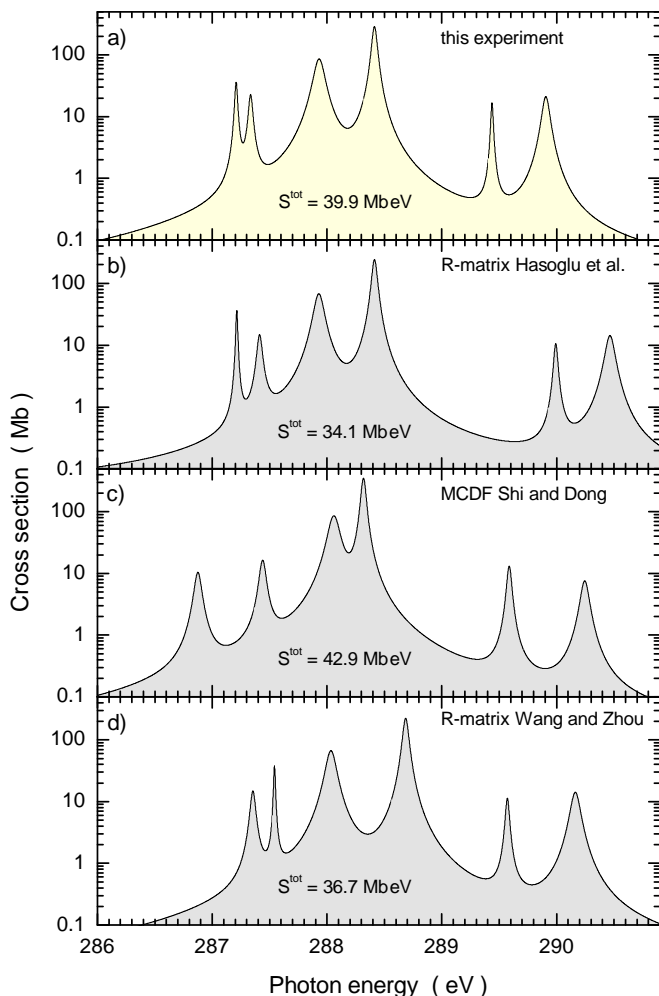 a)
this experiment
100
10
1
0.1
S^tot = 39.9 MbeV
b)
R-matrix Hasoglu et al.
100
10
1
0.1
S^tot = 34.1 MbeV
c)
MCDF Shi and Dong
100
10
1
0.1
S^tot = 42.9 MbeV
d)
R-matrix Wang and Zhou
100
10
1
0.1
S^tot = 36.7 MbeV
Cross section ( Mb)
286 287 288 289 290
Photon energy ( eV)